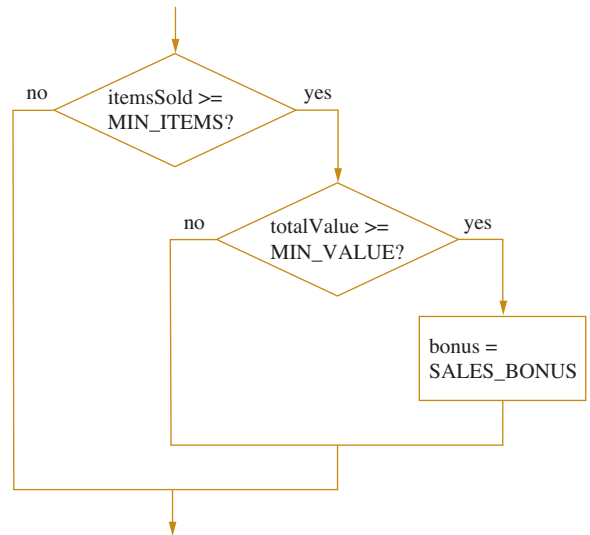 no
itemsSold >=
MIN_ITEMS?
yes
no
totalValue >=
MIN_VALUE?
yes
bonus =
SALES_BONUS